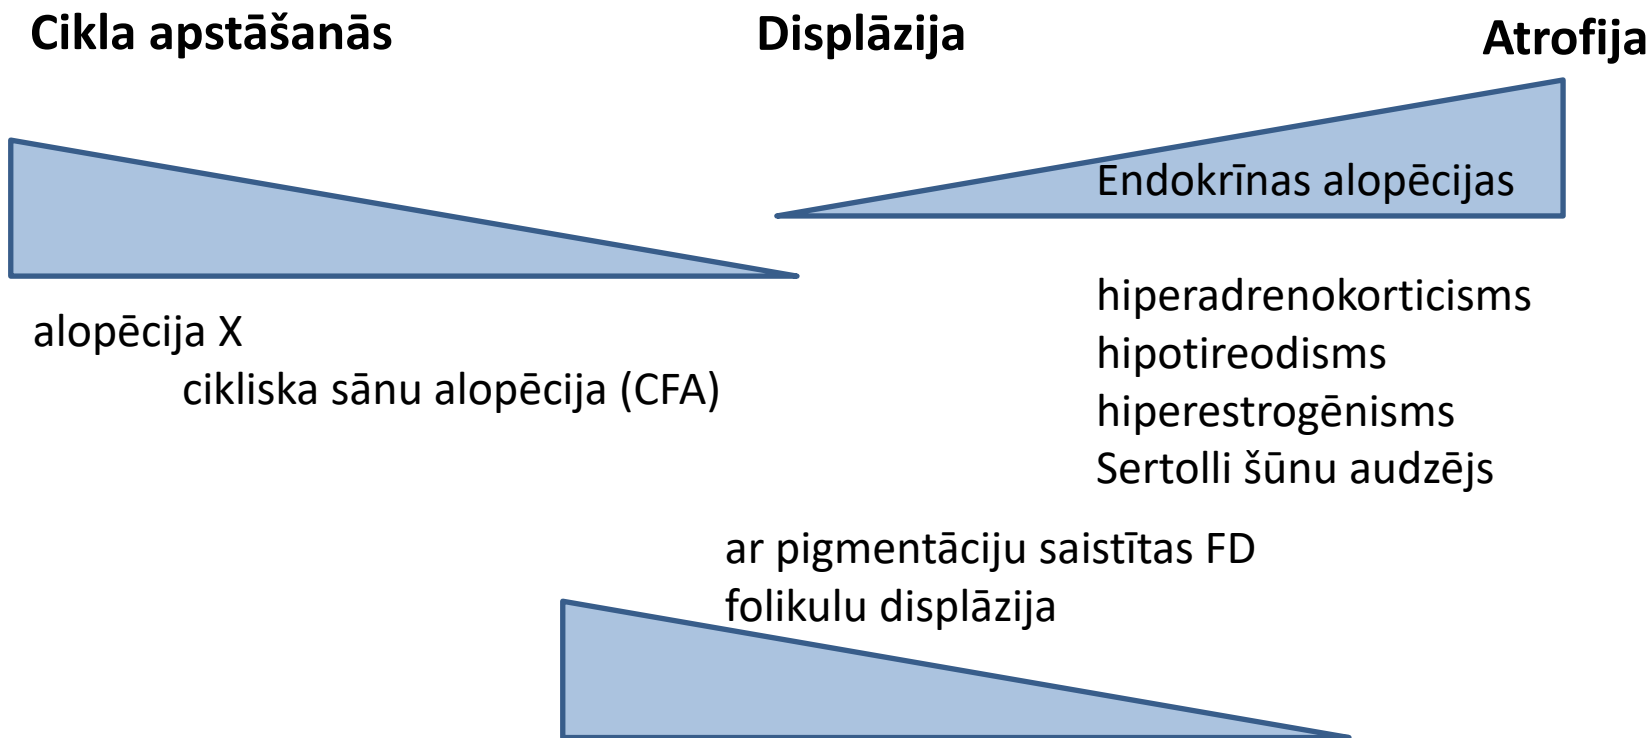 Cikla apstāšanās
Displāzija
Atrofija
Endokrīnas alopēcijas
alopēcija X
cikliska sānu alopēcija (CFA)
hiperadrenokorticisms
hipotireodisms
hiperestrogēnisms
Sertolli šūnu audzējs
ar pigmentāciju saistītas FD
folikulu displāzija